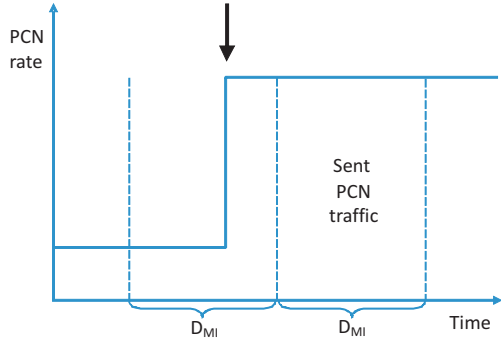 PCN
rate
Sent
PCN
traffic
Time
D_MI
D_MI